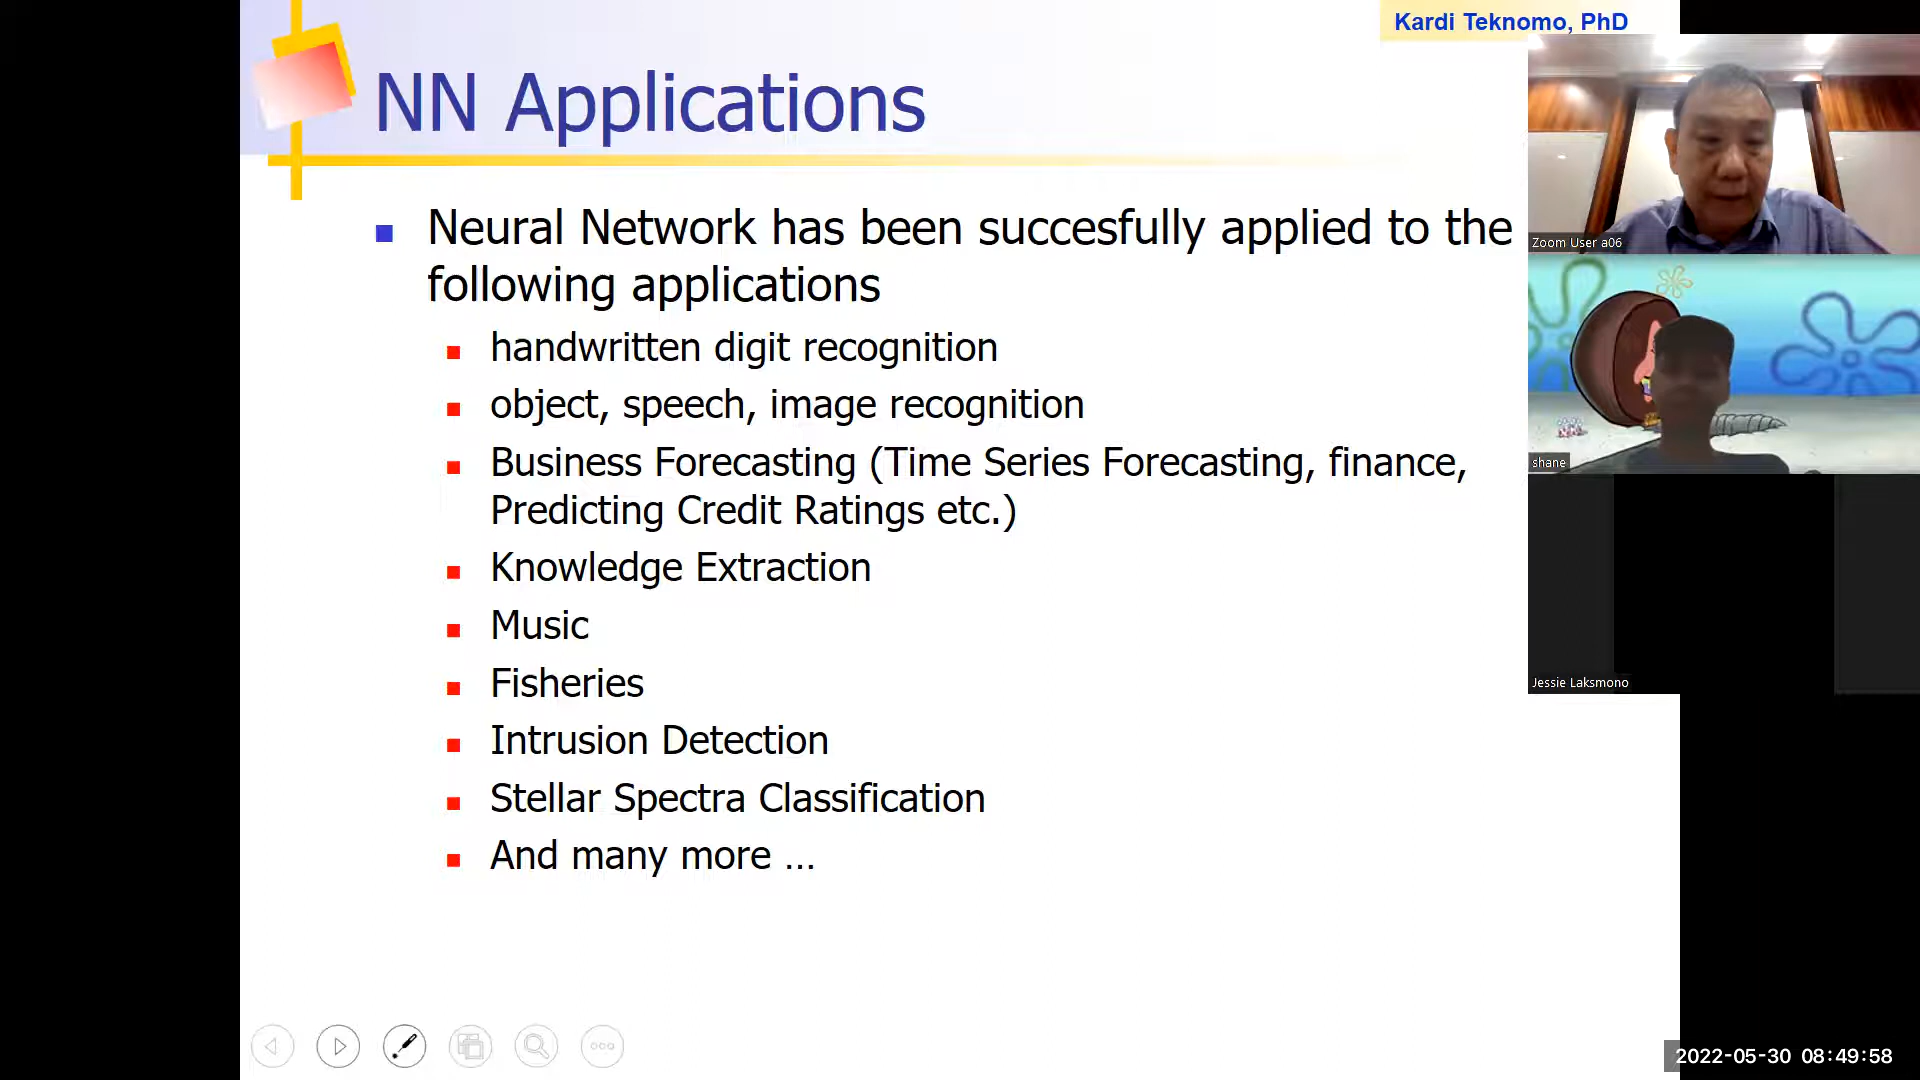 Kardi Teknomo, PhD
NN Applications
Neural Network has been succesfully applied to the
following applications
handwritten digit recognition
object, speech, image recognition
Business Forecasting (Time Series Forecasting, finance,
Predicting Credit Ratings etc.)
Knowledge Extraction
Music
Fisheries
Intrusion Detection
Stellar Spectra Classification
And many more ...
Zoom User a06
shane
Jessie Laksmono
2022-05-30 08:49:58